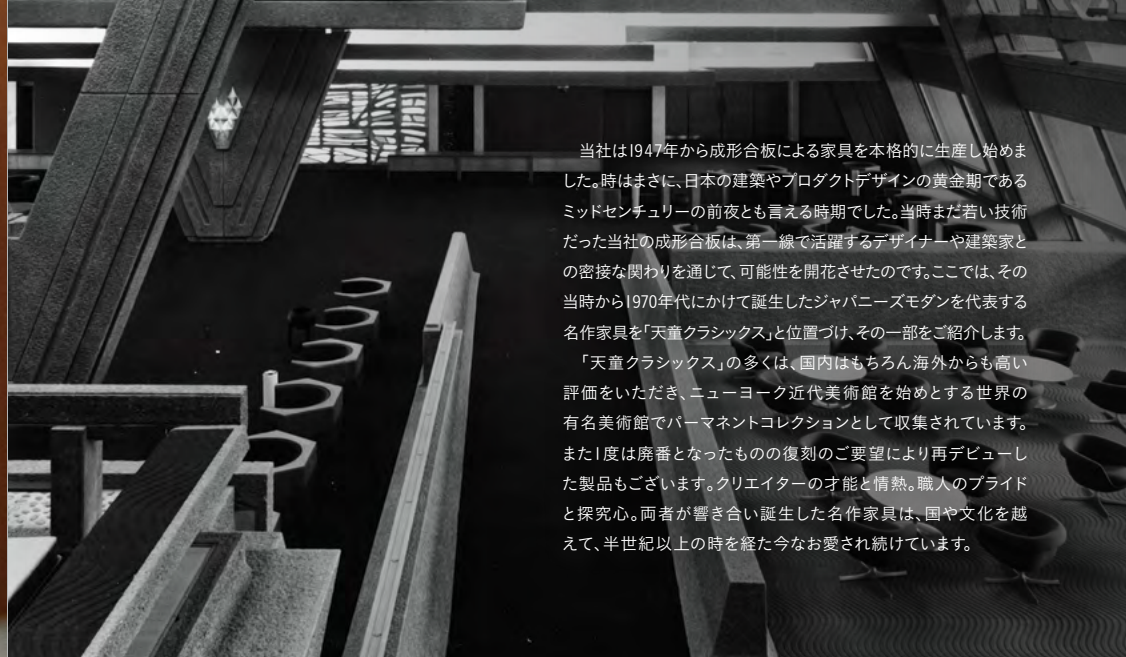 当社は1947年から成形合板による家具を本格的に生産し始めま
した。時はまさに、日本の建築やプロダクトデザインの黄金期である
ミッドセンチュリーの前夜とも言える時期でした。当時まだ若い技術
だった当社の成形合板は、第一線で活躍するデザイナーや建築家と
の密接な関わりを通じて、可能性を開花させたのです。ここでは、その
当時から1970年代にかけて誕生したジャパニーズモダンを代表する
名作家具を「天童クラシックス」と位置づけ、その一部をご紹介します。
　「天童クラシックス」の多くは、国内はもちろん海外からも高い
評価をいただき、ニューヨーク近代美術館を始めとする世界の
有名美術館でパーマネントコレクションとして収集されています。
また1度は廃番となったものの復刻のご要望により再デビューし
た製品もございます。クリエイターの才能と情熱。職人のプライド
と探究心。両者が響き合い誕生した名作家具は、国や文化を越
えて、半世紀以上の時を経た今なお愛され続けています。